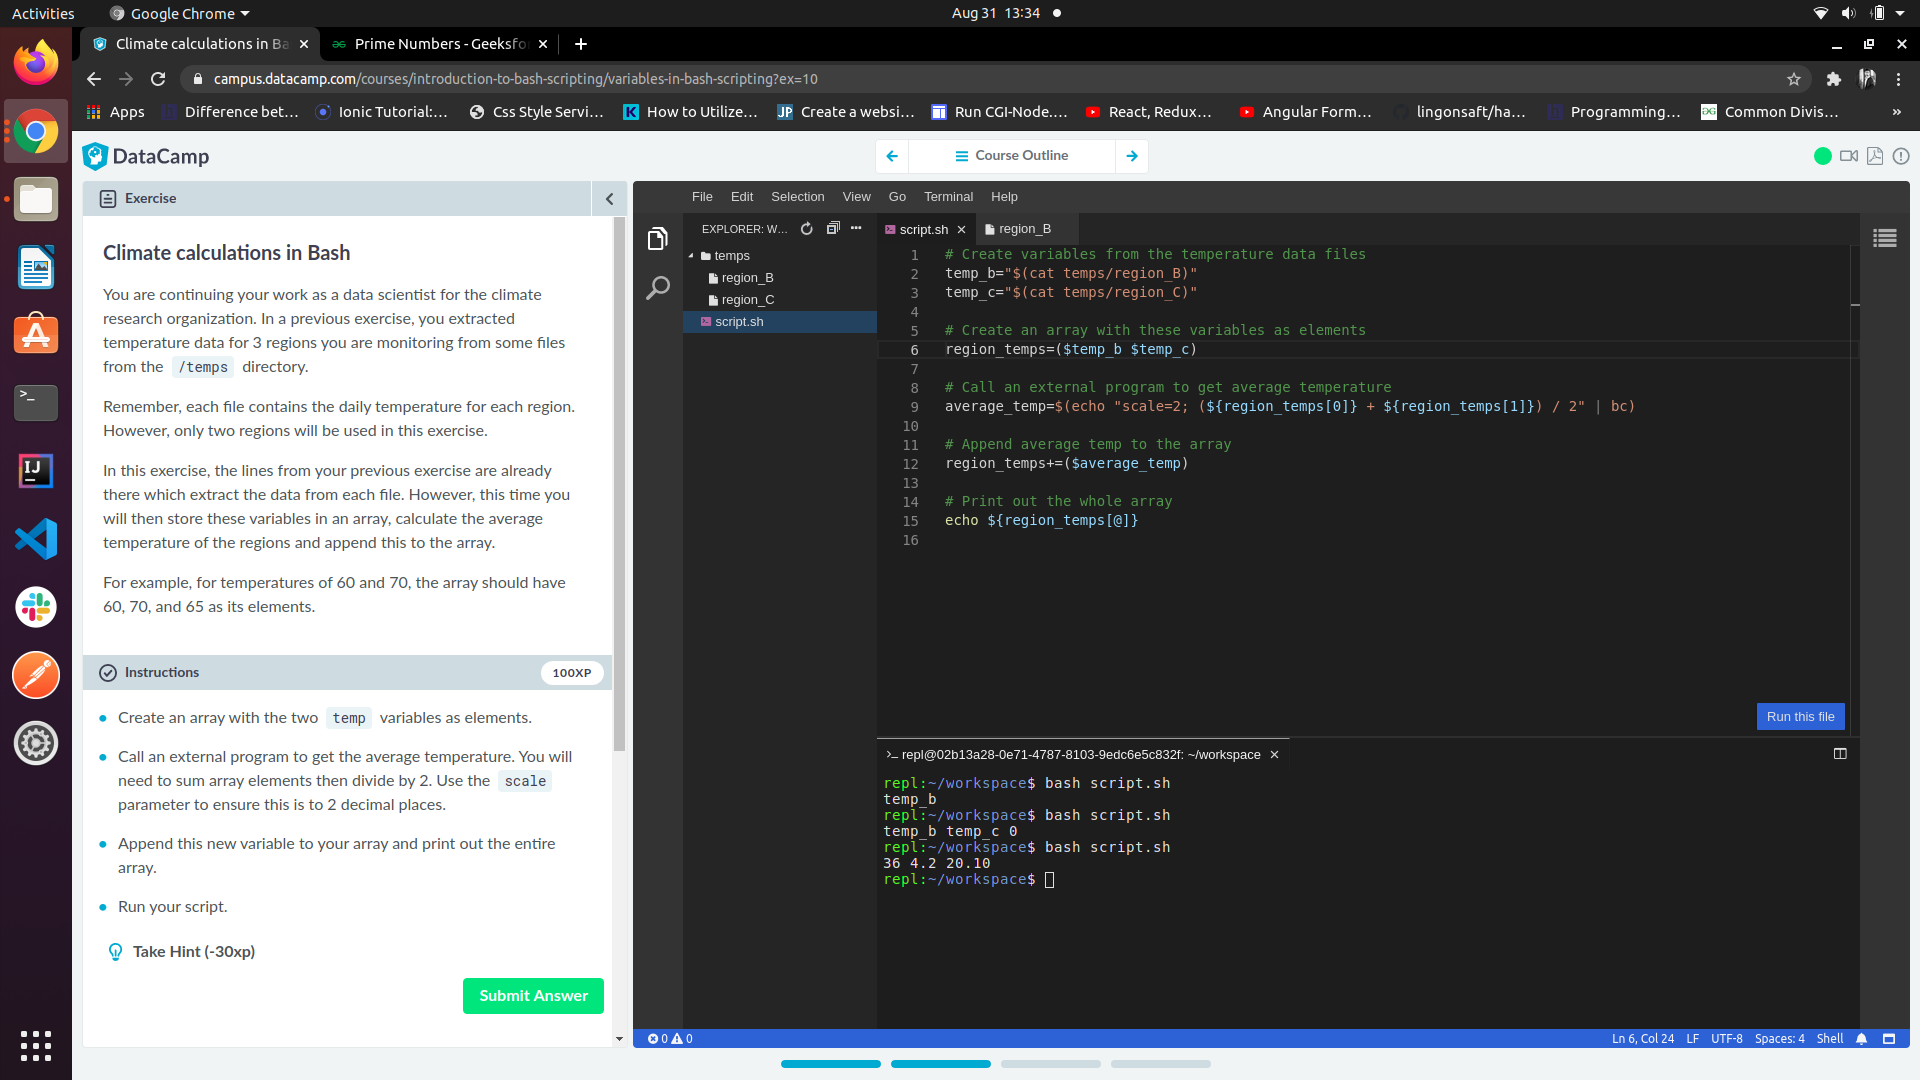 Activities
Google Chrome
Aug 31 13:34
Climate calculations in Ba
Prime Numbers - Geeksfo
campus.datacamp.com/courses/introduction-to-bash-scripting/variables-in-bash-scripting?ex=10
Apps
Difference bet...
Ionic Tutorial:...
Css Style Servi...
How to Utilize...
JP Create a websi...
Run CGI-Node....
React, Redux...
Angular Form...
lingonsaft/ha...
Programming...
Common Divis...
»
DataCamp
Course Outline
Exercise
Climate calculations in Bash
You are continuing your work as a data scientist for the climate
research organization. In a previous exercise, you extracted
temperature data for 3 regions you are monitoring from some files
from the /temps directory.
Remember, each file contains the daily temperature for each region.
However, only two regions will be used in this exercise.
In this exercise, the lines from your previous exercise are already
there which extract the data from each file. However, this time you
will then store these variables in an array, calculate the average
temperature of the regions and append this to the array.
For example, for temperatures of 60 and 70, the array should have
60, 70, and 65 as its elements.
Instructions
100XP
Create an array with the two temp variables as elements.
Call an external program to get the average temperature. You will
need to sum array elements then divide by 2. Use the scale
parameter to ensure this is to 2 decimal places.
Append this new variable to your array and print out the entire
array.
Run your script.
Take Hint (-30xp)
Submit Answer
File Edit Selection View Go Terminal Help
EXPLORER: W...
temps
region_B
region_C
script.sh
script.sh
region_B
1 # Create variables from the temperature data files
2 temp_b="$(cat temps/region_B)"
3 temp_c="$(cat temps/region_C)"
4
5 # Create an array with these variables as elements
6 region_temps=($temp_b $temp_c)
7
8 # Call an external program to get average temperature
9 average_temp=$(echo "scale=2; (${region_temps[0]} + ${region_temps[1]}) / 2" | bc)
10
11 # Append average temp to the array
12 region_temps+=($average_temp)
13
14 # Print out the whole array
15 echo ${region_temps[@]}
16
Run this file
>_ repl@02b13a28-0e71-4787-8103-9edc6e5c832f: ~/workspace
repl:~/workspace$ bash script.sh
temp_b
repl:~/workspace$ bash script.sh
temp_b temp_c 0
repl:~/workspace$ bash script.sh
36 4.2 20.10
repl:~/workspace$
0 0
Ln 6, Col 24 LF UTF-8 Spaces: 4 Shell